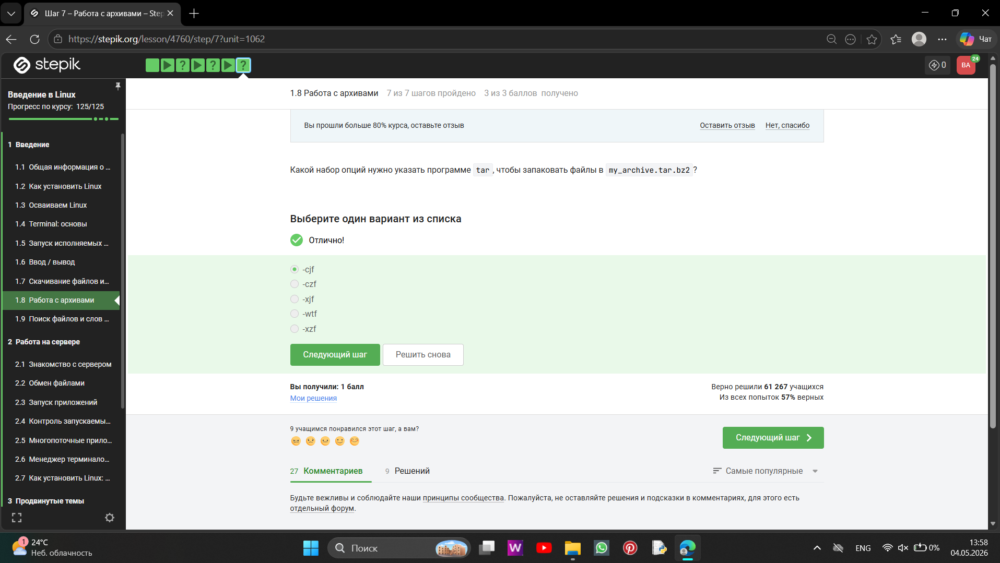 Шаг 7 – Работа с архивами – Step
https://stepik.org/lesson/4760/step/7?unit=1062
Чат
stepik
? ? ?
0
ВА
24
Введение в Linux
Прогресс по курсу: 125/125
1 Введение
1.1 Общая информация о ...
1.2 Как установить Linux
1.3 Осваиваем Linux
1.4 Terminal: основы
1.5 Запуск исполняемых ...
1.6 Ввод / вывод
1.7 Скачивание файлов и...
1.8 Работа с архивами
1.9 Поиск файлов и слов ...
2 Работа на сервере
2.1 Знакомство с сервером
2.2 Обмен файлами
2.3 Запуск приложений
2.4 Контроль запускаемы...
2.5 Многопоточные прило...
2.6 Менеджер терминало...
2.7 Как установить Linux: ...
3 Продвинутые темы
1.8 Работа с архивами 7 из 7 шагов пройдено 3 из 3 баллов получено
Вы прошли больше 80% курса, оставьте отзыв Оставить отзыв Нет, спасибо
Какой набор опций нужно указать программе tar, чтобы запаковать файлы в my_archive.tar.bz2?
Выберите один вариант из списка
Отлично!
-cjf
-czf
-xjf
-wtf
-xzf
Следующий шаг Решить снова
Вы получили: 1 балл
Мои решения
Верно решили 61 267 учащихся
Из всех попыток 57% верных
9 учащимся понравился этот шаг, а вам?
Следующий шаг
27 Комментариев 9 Решений Самые популярные
Будьте вежливы и соблюдайте наши принципы сообщества. Пожалуйста, не оставляйте решения и подсказки в комментариях, для этого есть
отдельный форум.
1
24°C
Неб. облачность
Поиск
W
ENG
0%
13:58
04.05.2026